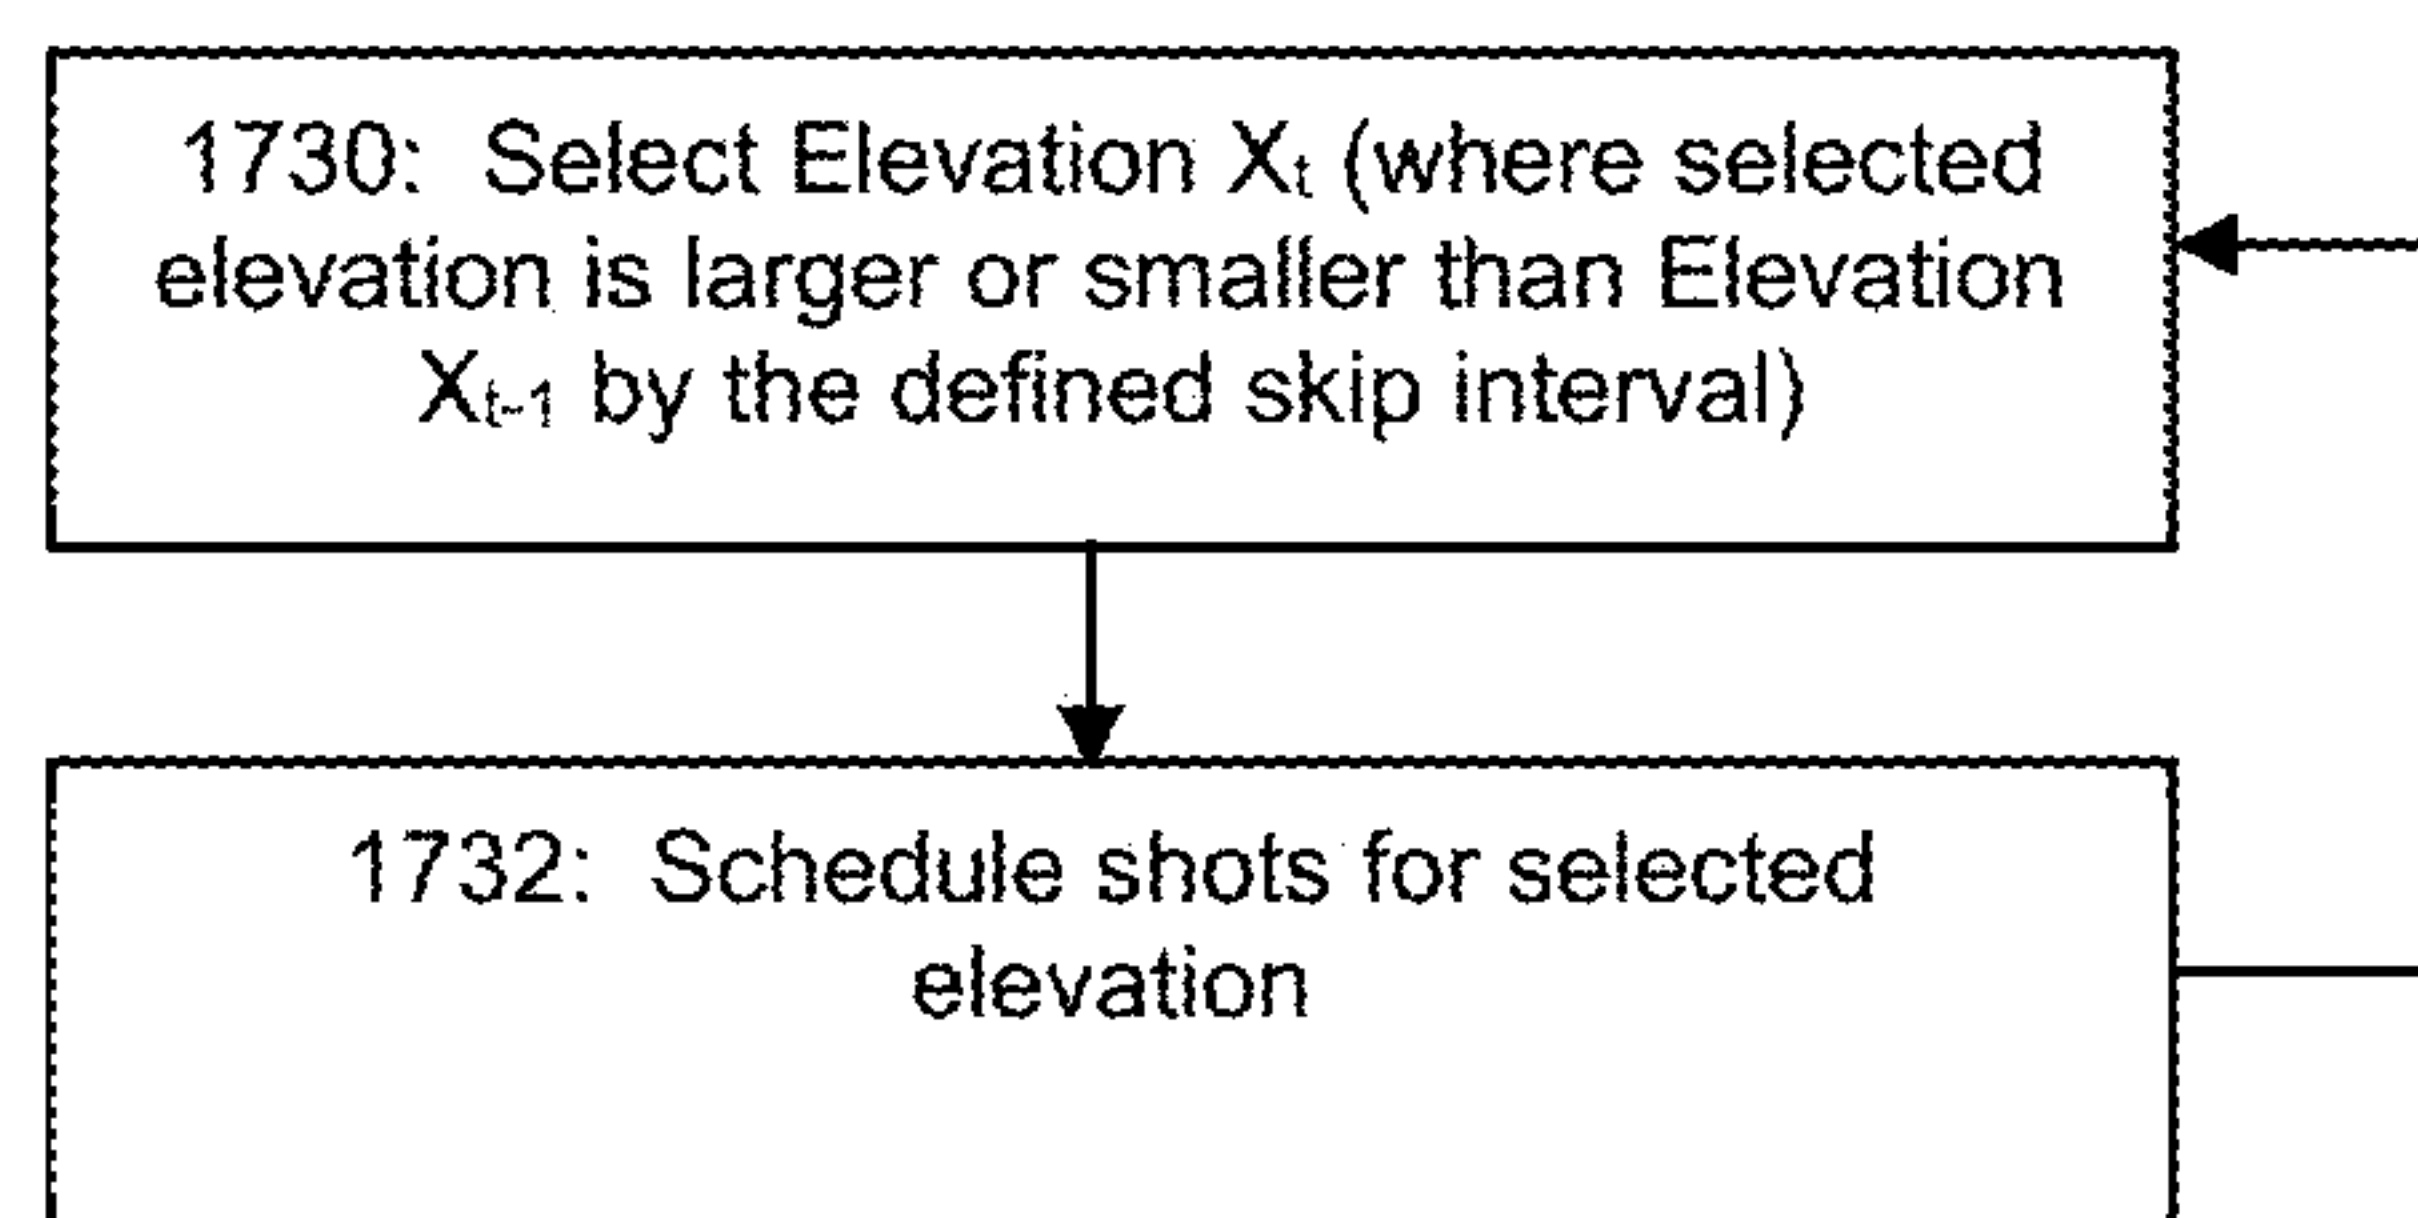 1730: Select Elevation Xt (where selected
elevation is larger or smaller than Elevation
Xt-1 by the defined skip interval)
1732: Schedule shots for selected
elevation